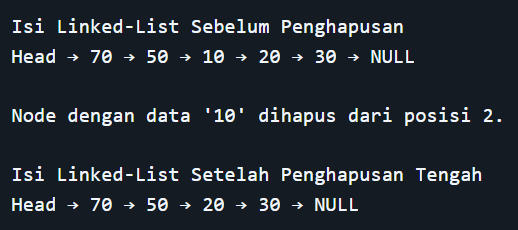 Isi Linked-List Sebelum Penghapusan
Head → 70 → 50 → 10 → 20 → 30 → NULL
Node dengan data '10' dihapus dari posisi 2.
Isi Linked-List Setelah Penghapusan Tengah
Head → 70 → 50 → 20 → 30 → NULL